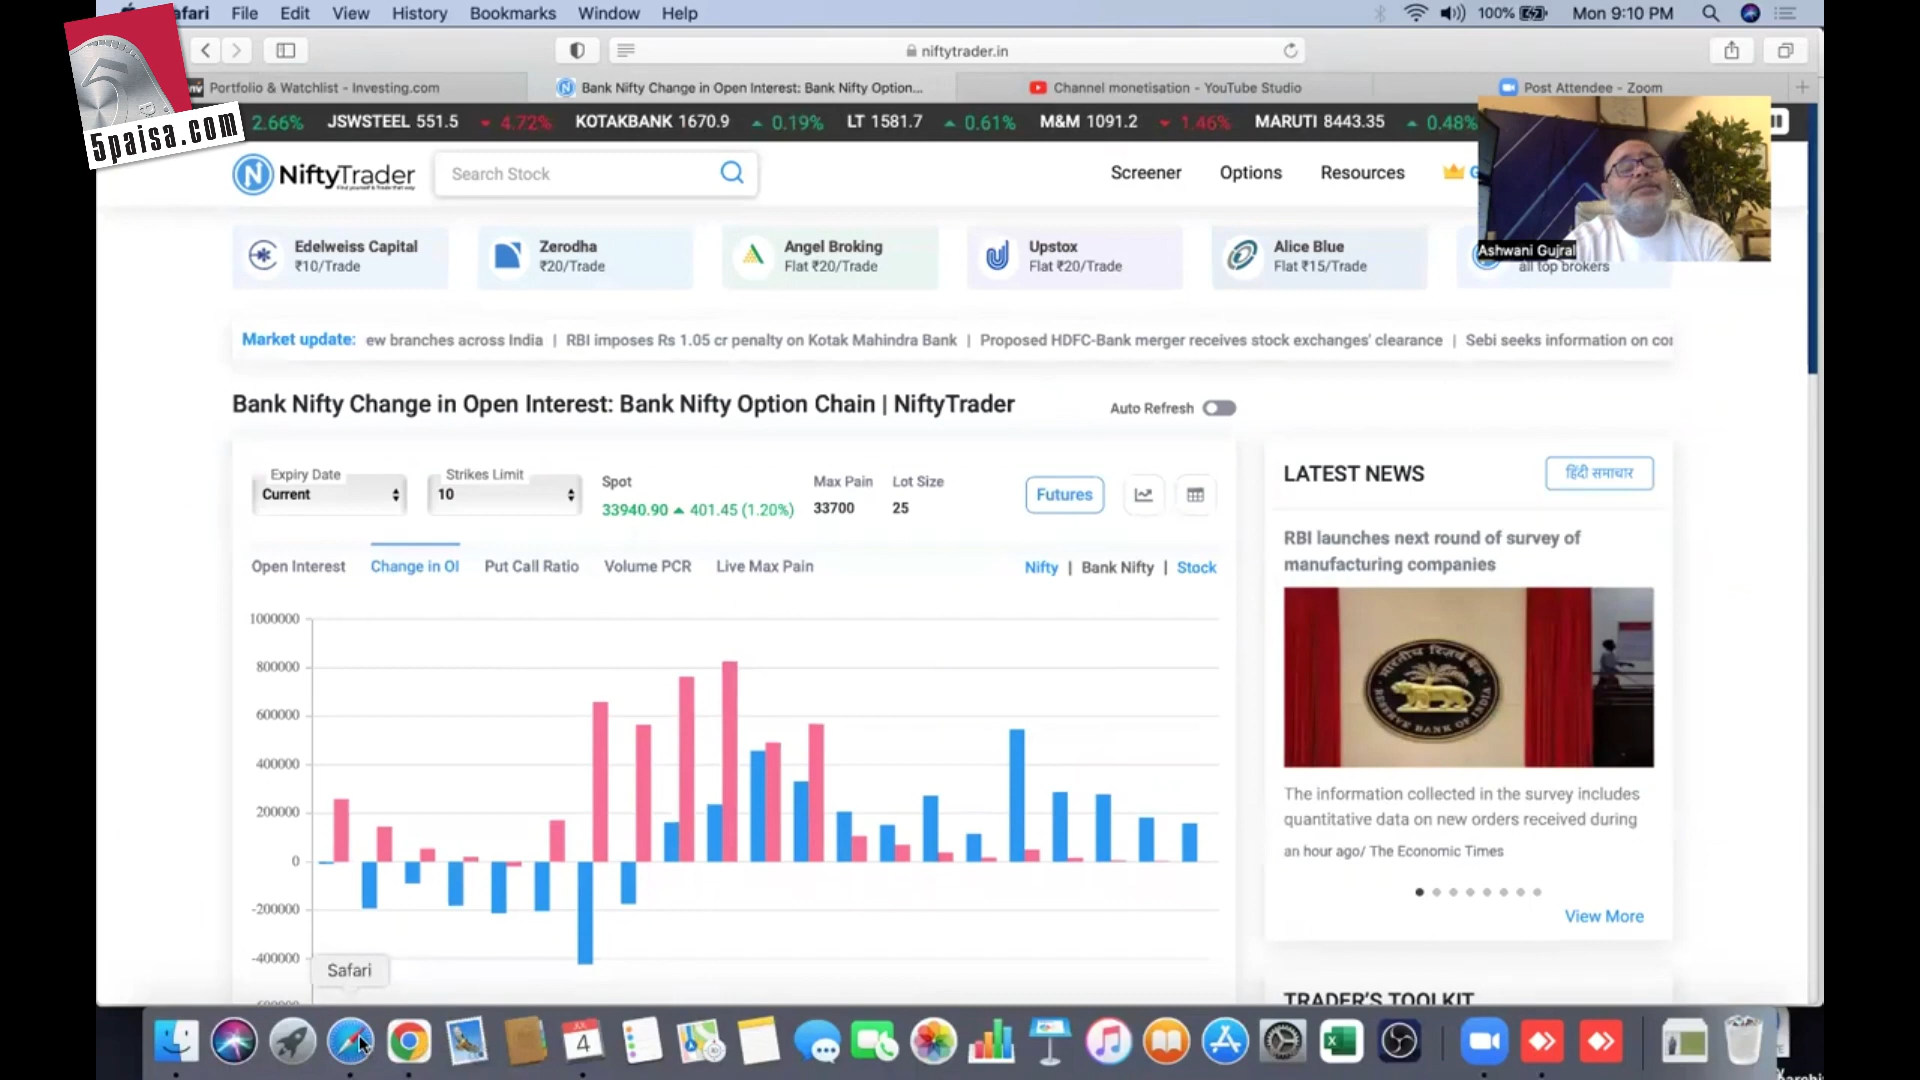 Safari File Edit View History Bookmarks Window Help 100% Mon 9:10 PM
niftytrader.in
Portfolio & Watchlist - Investing.com
Bank Nifty Change in Open Interest: Bank Nifty Option...
Channel monetisation - YouTube Studio
Post Attendee - Zoom
5paisa.com
2.66% JSWSTEEL 551.5 4.72% KOTAKBANK 1670.9 0.19% LT 1581.7 0.61% M&M 1091.2 1.46% MARUTI 8443.35 0.48%
NiftyTrader
Search Stock
Screener Options Resources G
Ashwani Gujral
Edelweiss Capital
₹10/Trade
Zerodha
₹20/Trade
Angel Broking
Flat ₹20/Trade
Upstox
Flat ₹20/Trade
Alice Blue
Flat ₹15/Trade
all top brokers
Market update: ew branches across India | RBI imposes Rs 1.05 cr penalty on Kotak Mahindra Bank | Proposed HDFC-Bank merger receives stock exchanges' clearance | Sebi seeks information on
Bank Nifty Change in Open Interest: Bank Nifty Option Chain | NiftyTrader
Auto Refresh
Expiry Date
Current
Strikes Limit
10
Spot
33940.90 401.45 (1.20%)
Max Pain
33700
Lot Size
25
Futures
Open Interest Change in OI Put Call Ratio Volume PCR Live Max Pain
Nifty | Bank Nifty | Stock
1000000
800000
600000
400000
200000
0
-200000
-400000
LATEST NEWS
हिंदी समाचार
RBI launches next round of survey of
manufacturing companies
RESERVE BANK OF INDIA
The information collected in the survey includes
quantitative data on new orders received during
an hour ago/ The Economic Times
View More
TRADER'S TOOLKIT
Safari
JUL
4